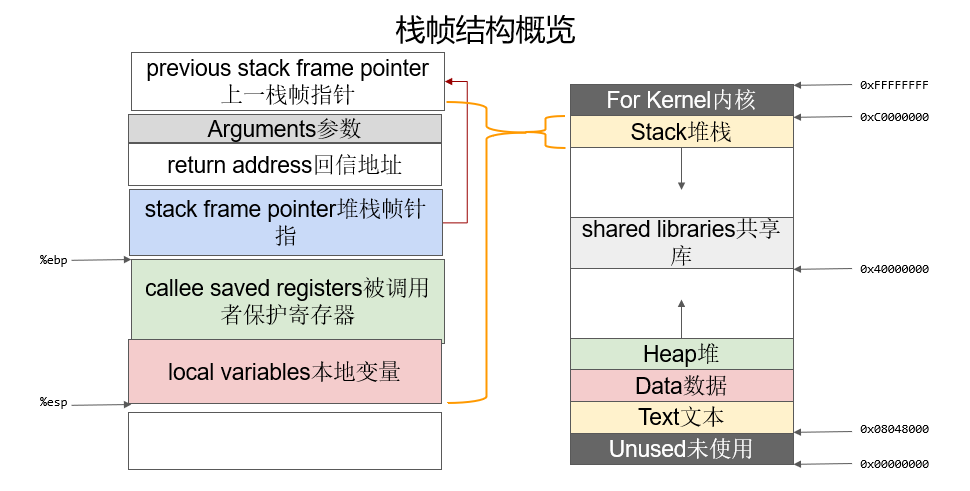 栈帧结构概览
previous stack frame pointer
上一栈帧指针
Arguments参数
return address回信地址
stack frame pointer堆栈帧针
指
%ebp
callee saved registers被调用
者保护寄存器
local variables本地变量
%esp
For Kernel内核
Stack堆栈
shared libraries共享
库
Heap堆
Data数据
Text文本
Unused未使用
0xFFFFFFFF
0xC0000000
0x40000000
0x08048000
0x00000000